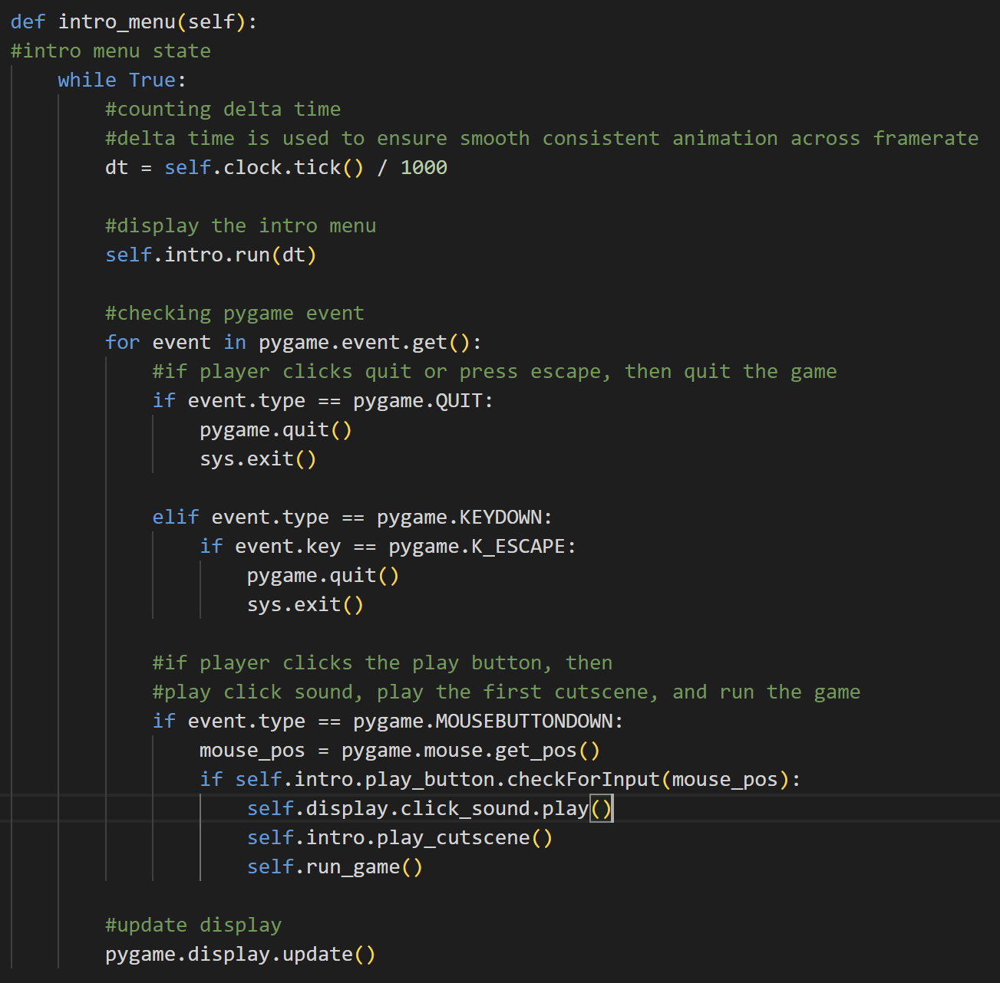 def intro_menu(self):
#intro menu state
    while True:
        #counting delta time
        #delta time is used to ensure smooth consistent animation across framerate
        dt = self.clock.tick() / 1000

        #display the intro menu
        self.intro.run(dt)

        #checking pygame event
        for event in pygame.event.get():
            #if player clicks quit or press escape, then quit the game
            if event.type == pygame.QUIT:
                pygame.quit()
                sys.exit()

            elif event.type == pygame.KEYDOWN:
                if event.key == pygame.K_ESCAPE:
                    pygame.quit()
                    sys.exit()

            #if player clicks the play button, then
            #play click sound, play the first cutscene, and run the game
            if event.type == pygame.MOUSEBUTTONDOWN:
                mouse_pos = pygame.mouse.get_pos()
                if self.intro.play_button.checkForInput(mouse_pos):
                    self.display.click_sound.play()
                    self.intro.play_cutscene()
                    self.run_game()

        #update display
        pygame.display.update()